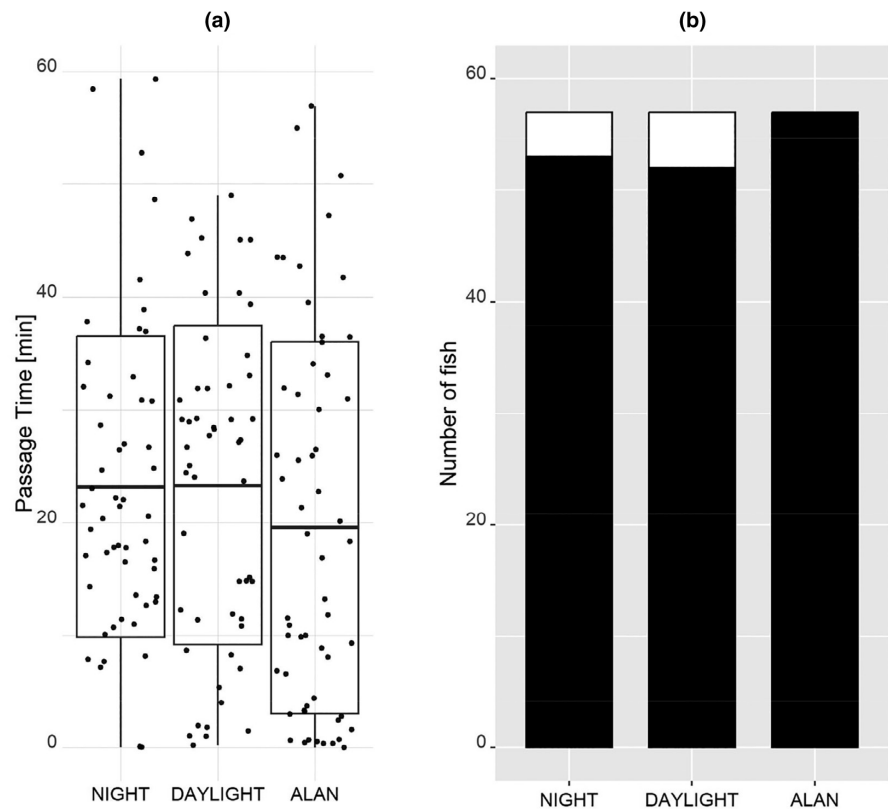 (a)
Passage Time [min]
60
40
20
0
NIGHT DAYLIGHT ALAN
(b)
Number of fish
60
40
20
0
NIGHT DAYLIGHT ALAN